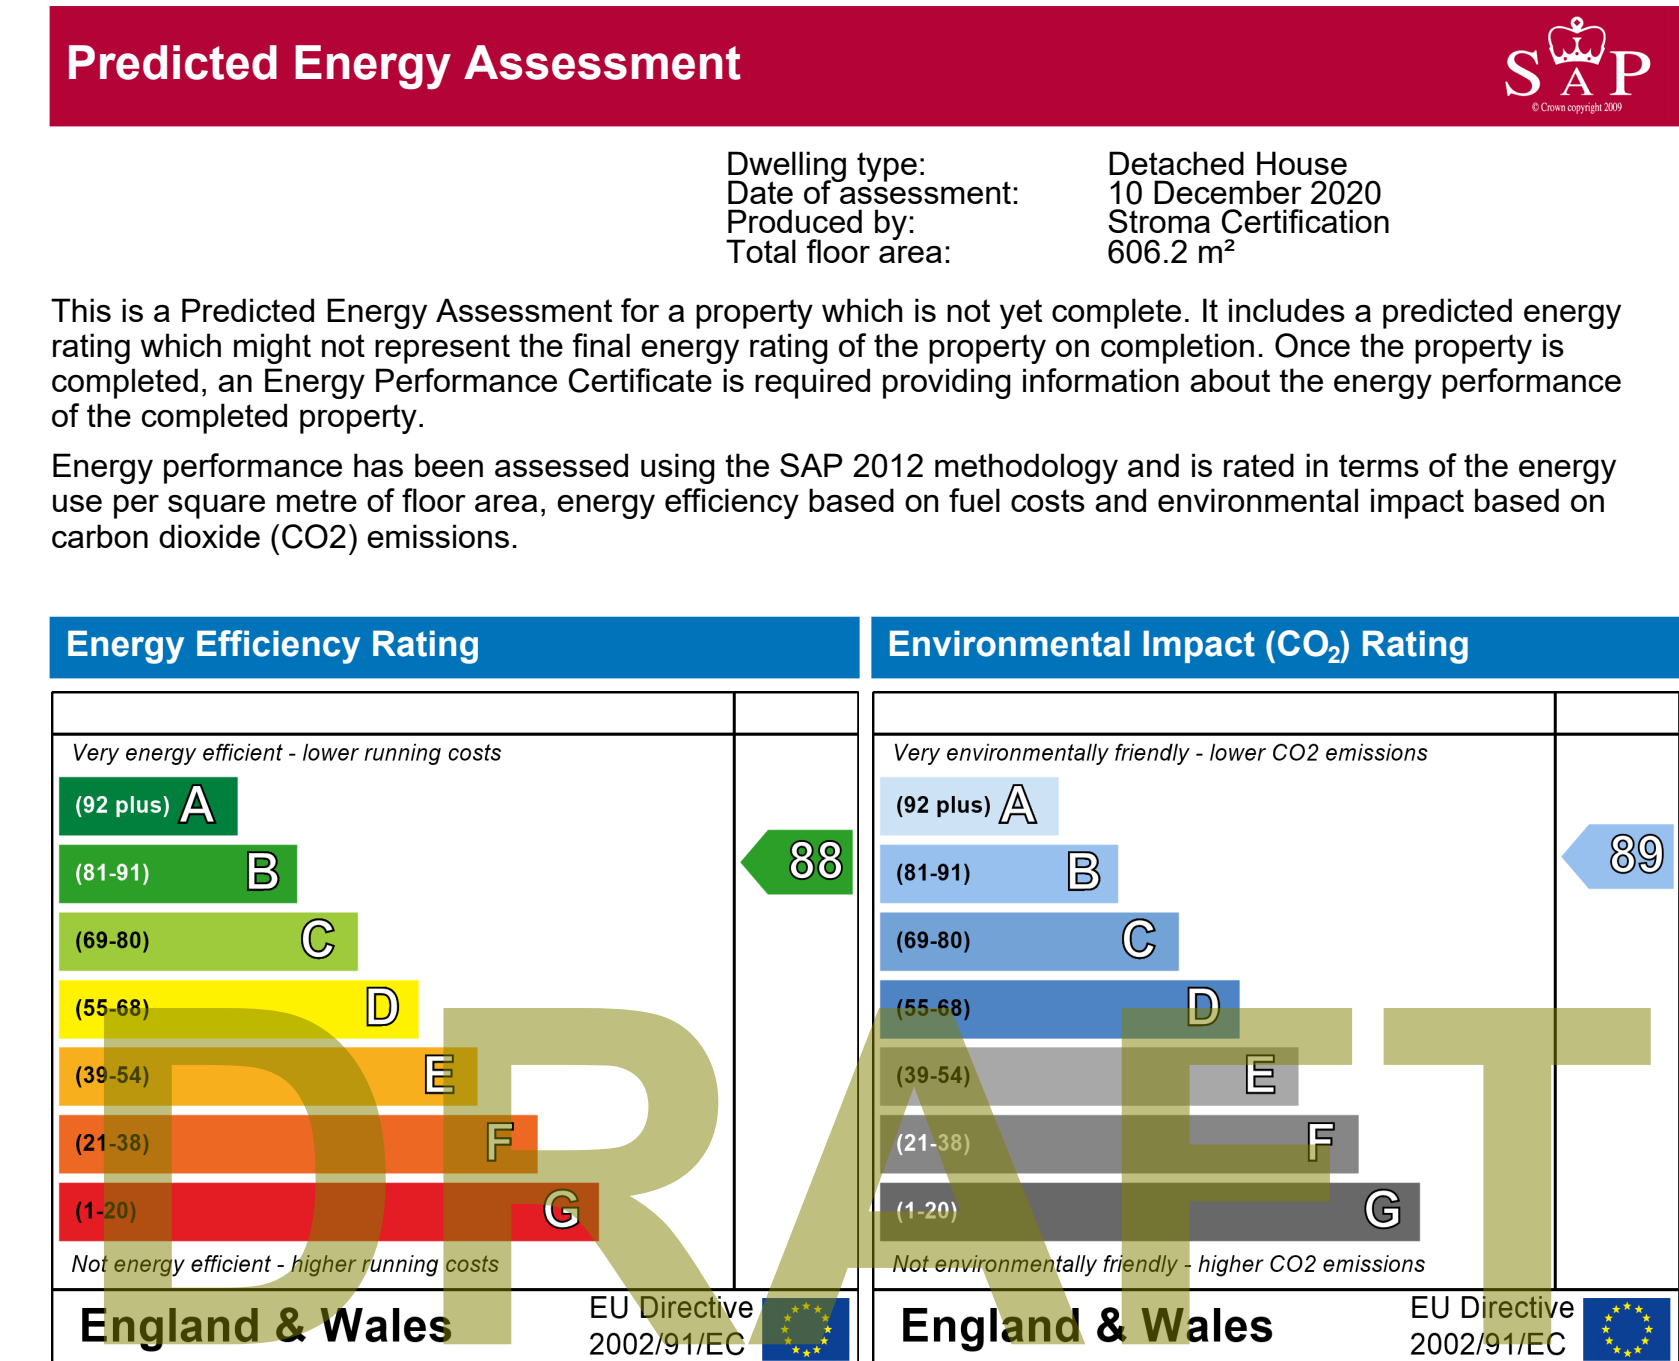 Predicted Energy Assessment
SAP
© Crown copyright 2009
Dwelling type: Detached House
Date of assessment: 10 December 2020
Produced by: Stroma Certification
Total floor area: 606.2 m²
This is a Predicted Energy Assessment for a property which is not yet complete. It includes a predicted energy
rating which might not represent the final energy rating of the property on completion. Once the property is
completed, an Energy Performance Certificate is required providing information about the energy performance
of the completed property.
Energy performance has been assessed using the SAP 2012 methodology and is rated in terms of the energy
use per square metre of floor area, energy efficiency based on fuel costs and environmental impact based on
carbon dioxide (CO2) emissions.
Energy Efficiency Rating
Very energy efficient - lower running costs
(92 plus) A
(81-91) B
88
(69-80) C
(55-68) D
(39-54) E
(21-38) F
(1-20) G
Not energy efficient - higher running costs
England & Wales
EU Directive
2002/91/EC
Environmental Impact (CO₂) Rating
Very environmentally friendly - lower CO2 emissions
(92 plus) A
(81-91) B
89
(69-80) C
(55-68) D
(39-54) E
(21-38) F
(1-20) G
Not environmentally friendly - higher CO2 emissions
England & Wales
EU Directive
2002/91/EC
DRAFT